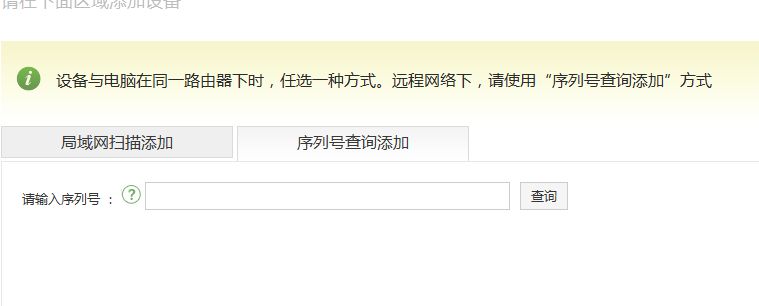 请在下面区域添加设备
设备与电脑在同一路由器下时，任选一种方式。远程网络下，请使用“序列号查询添加”方式
局域网扫描添加
序列号查询添加
请输入序列号 ： ? 查询